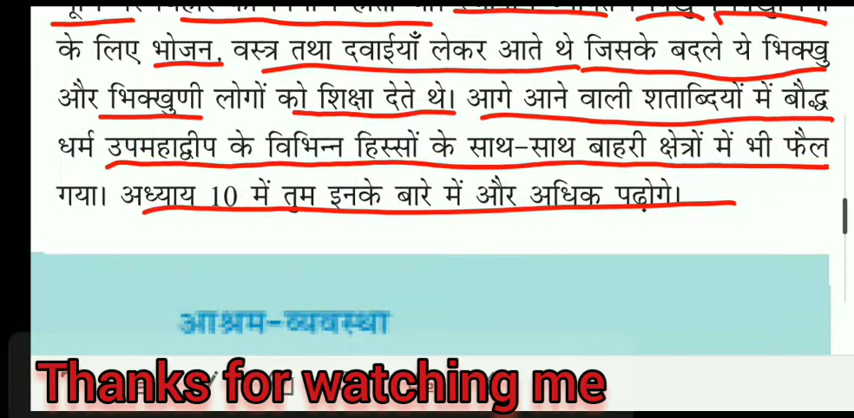 के लिए भोजन, वस्त्र तथा दवाईयाँ लेकर आते थे जिसके बदले ये भिक्खु
और भिक्खुणी लोगों को शिक्षा देते थे। आगे आने वाली शताब्दियों में बौद्ध
धर्म उपमहाद्वीप के विभिन्न हिस्सों के साथ-साथ बाहरी क्षेत्रों में भी फैल
गया। अध्याय 10 में तुम इनके बारे में और अधिक पढ़ोगे।
आश्रम-व्यवस्था
Thanks for watching me